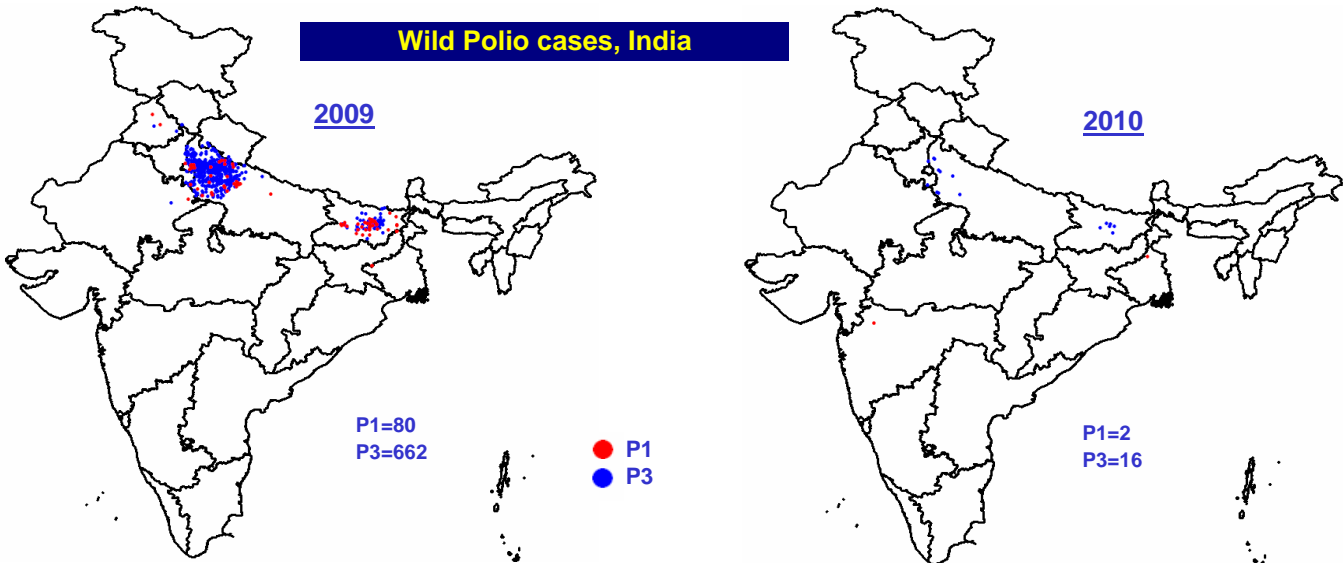 Wild Polio cases, India
2009
P1=80
P3=662
P1
P3
2010
P1=2
P3=16